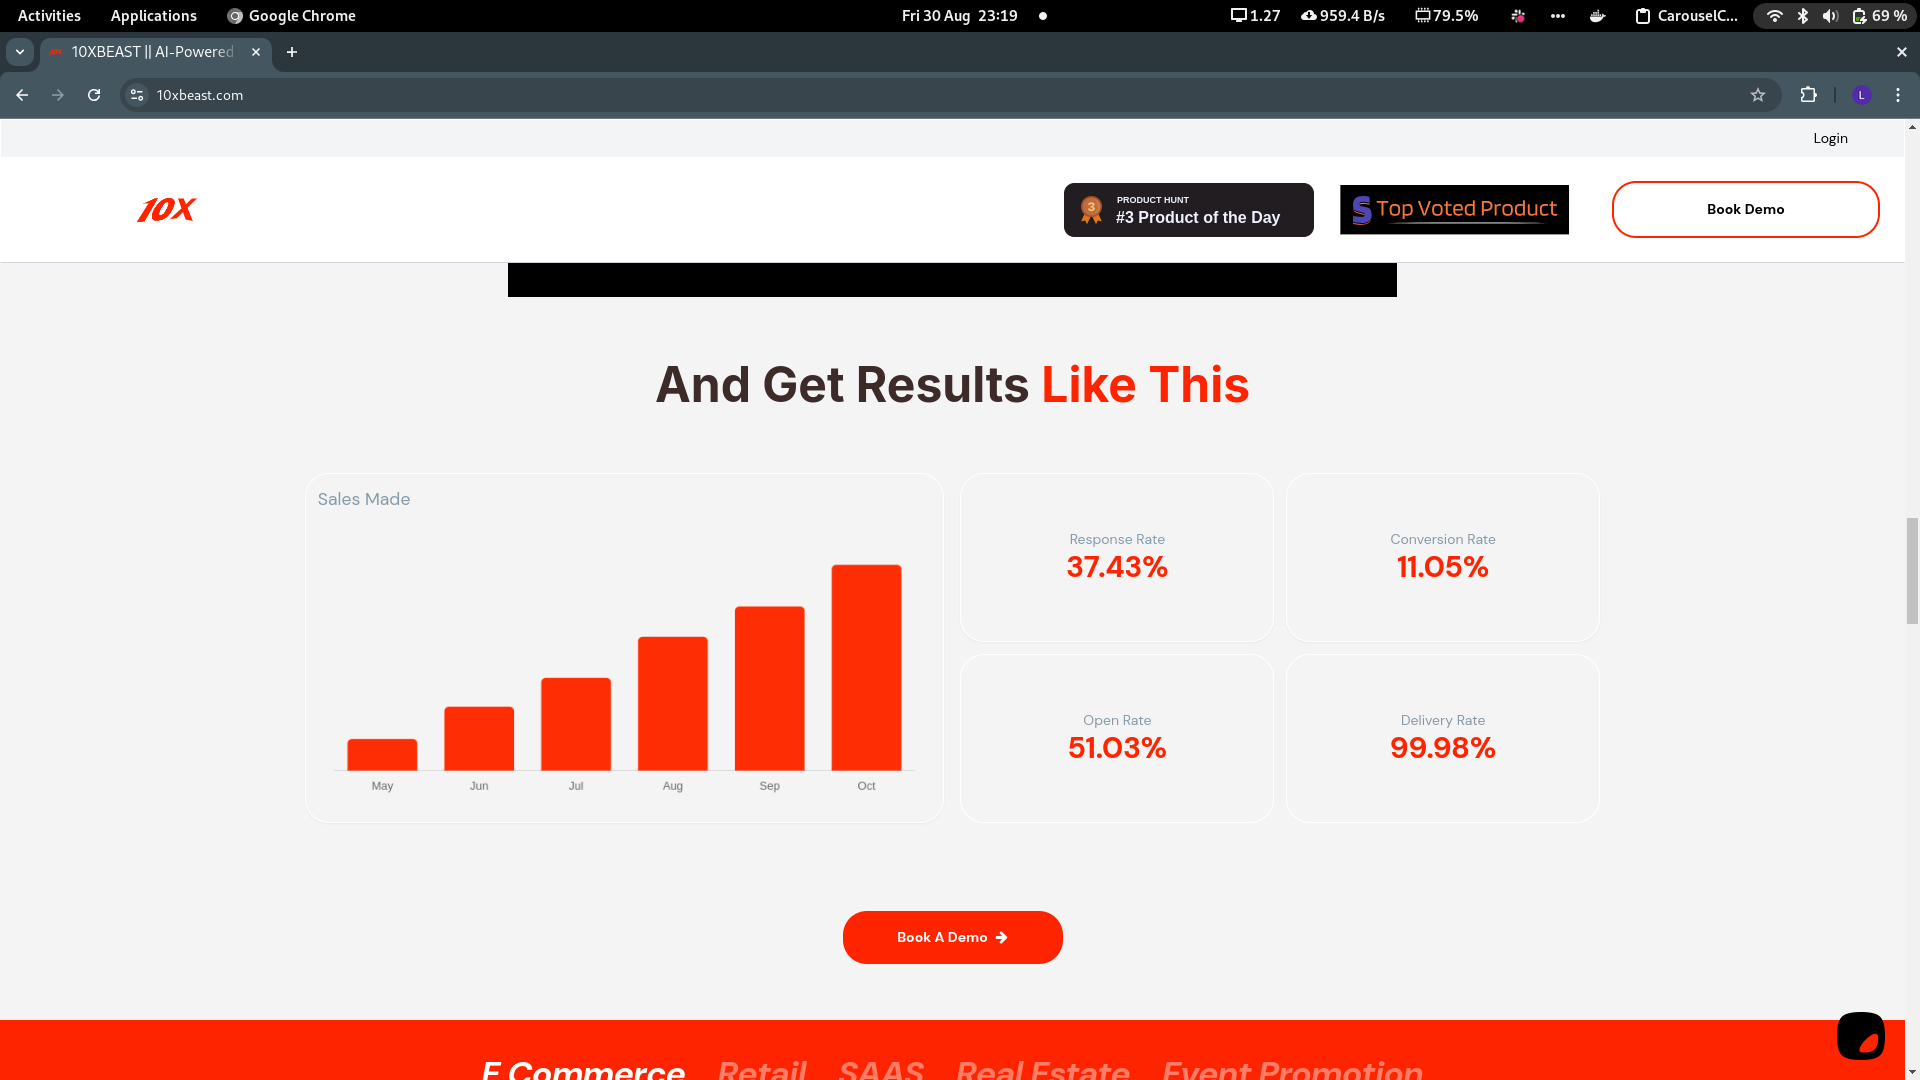 Activities Applications Google Chrome Fri 30 Aug 23:19 1.27 959.4 B/s 79.5% CarouselC... 69 %
10XBEAST || AI-Powered
10xbeast.com L
Login
10X
PRODUCT HUNT
3 #3 Product of the Day
S Top Voted Product
Book Demo
And Get Results Like This
Sales Made
May Jun Jul Aug Sep Oct
Response Rate
37.43%
Conversion Rate
11.05%
Open Rate
51.03%
Delivery Rate
99.98%
Book A Demo
E Commerce Retail SAAS Real Estate Event Promotion